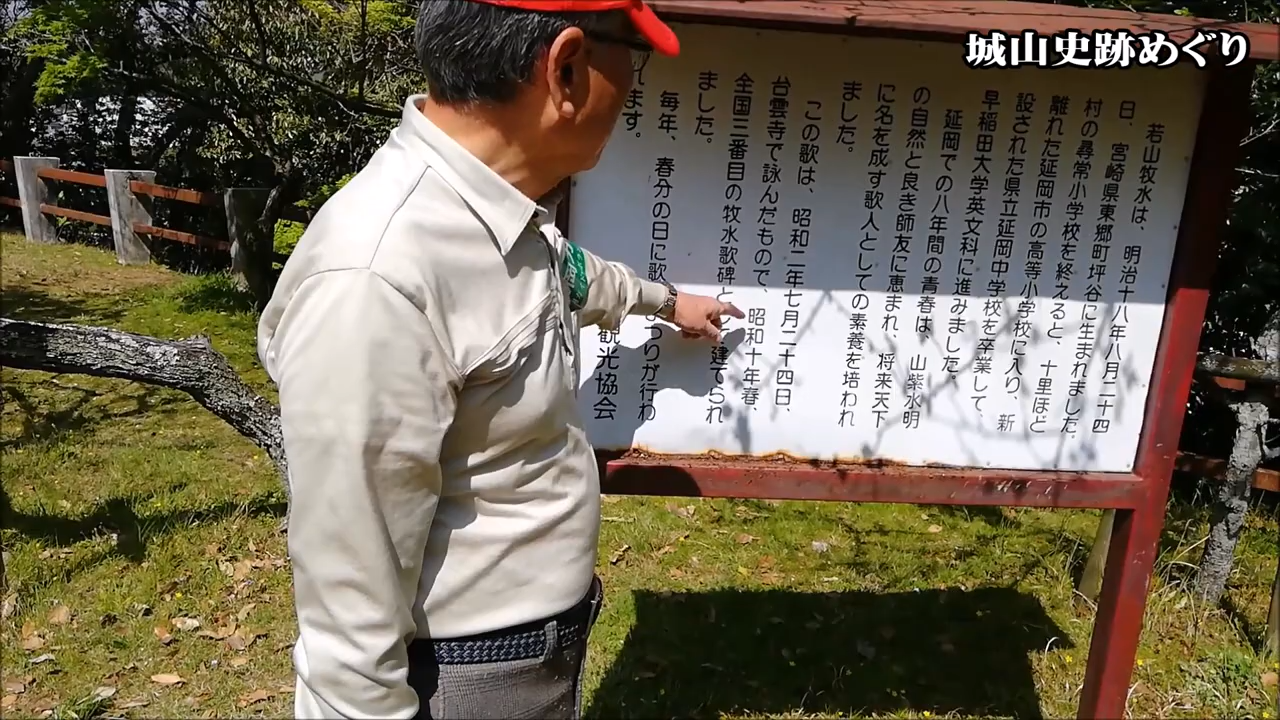 城山史跡めぐり
若山牧水は、明治十八年八月二十四
日、宮崎県東郷町坪谷に生まれました。
村の尋常小学校を終えると、十里ほど
離れた延岡市の高等小学校に入り、新
設された県立延岡中学校を卒業して、
早稲田大学英文科に進みました。
延岡での八年間の青春は、山紫水明
の自然と良き師友に恵まれ、将来天下
に名を成す歌人としての素養を培われ
ました。
この歌は、昭和二年七月二十四日、
台雲寺で詠んだもので、昭和十年春、
全国三番目の牧水歌碑と 建てられ
ました。
毎年、春分の日に歌 まつりが行わ
ます。
観光協会